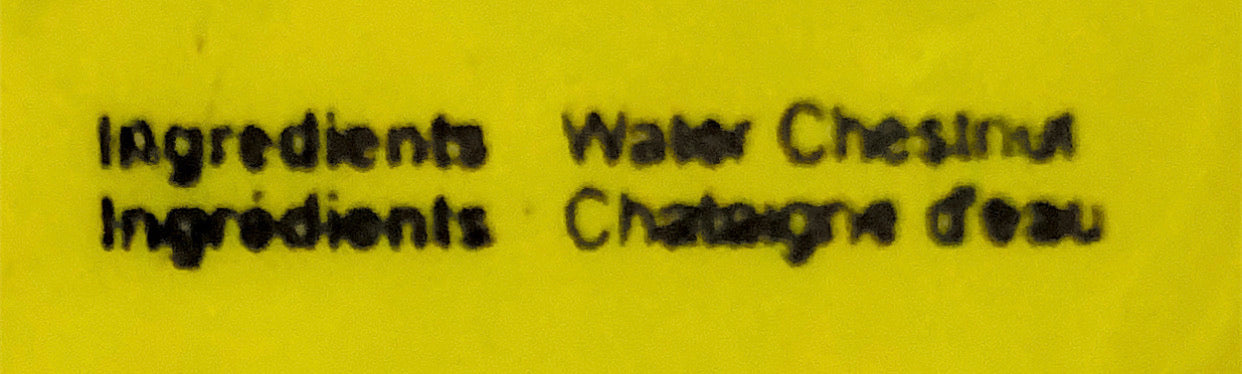 Ingredients Water Chestnut
Ingrédients Chataigne d'eau